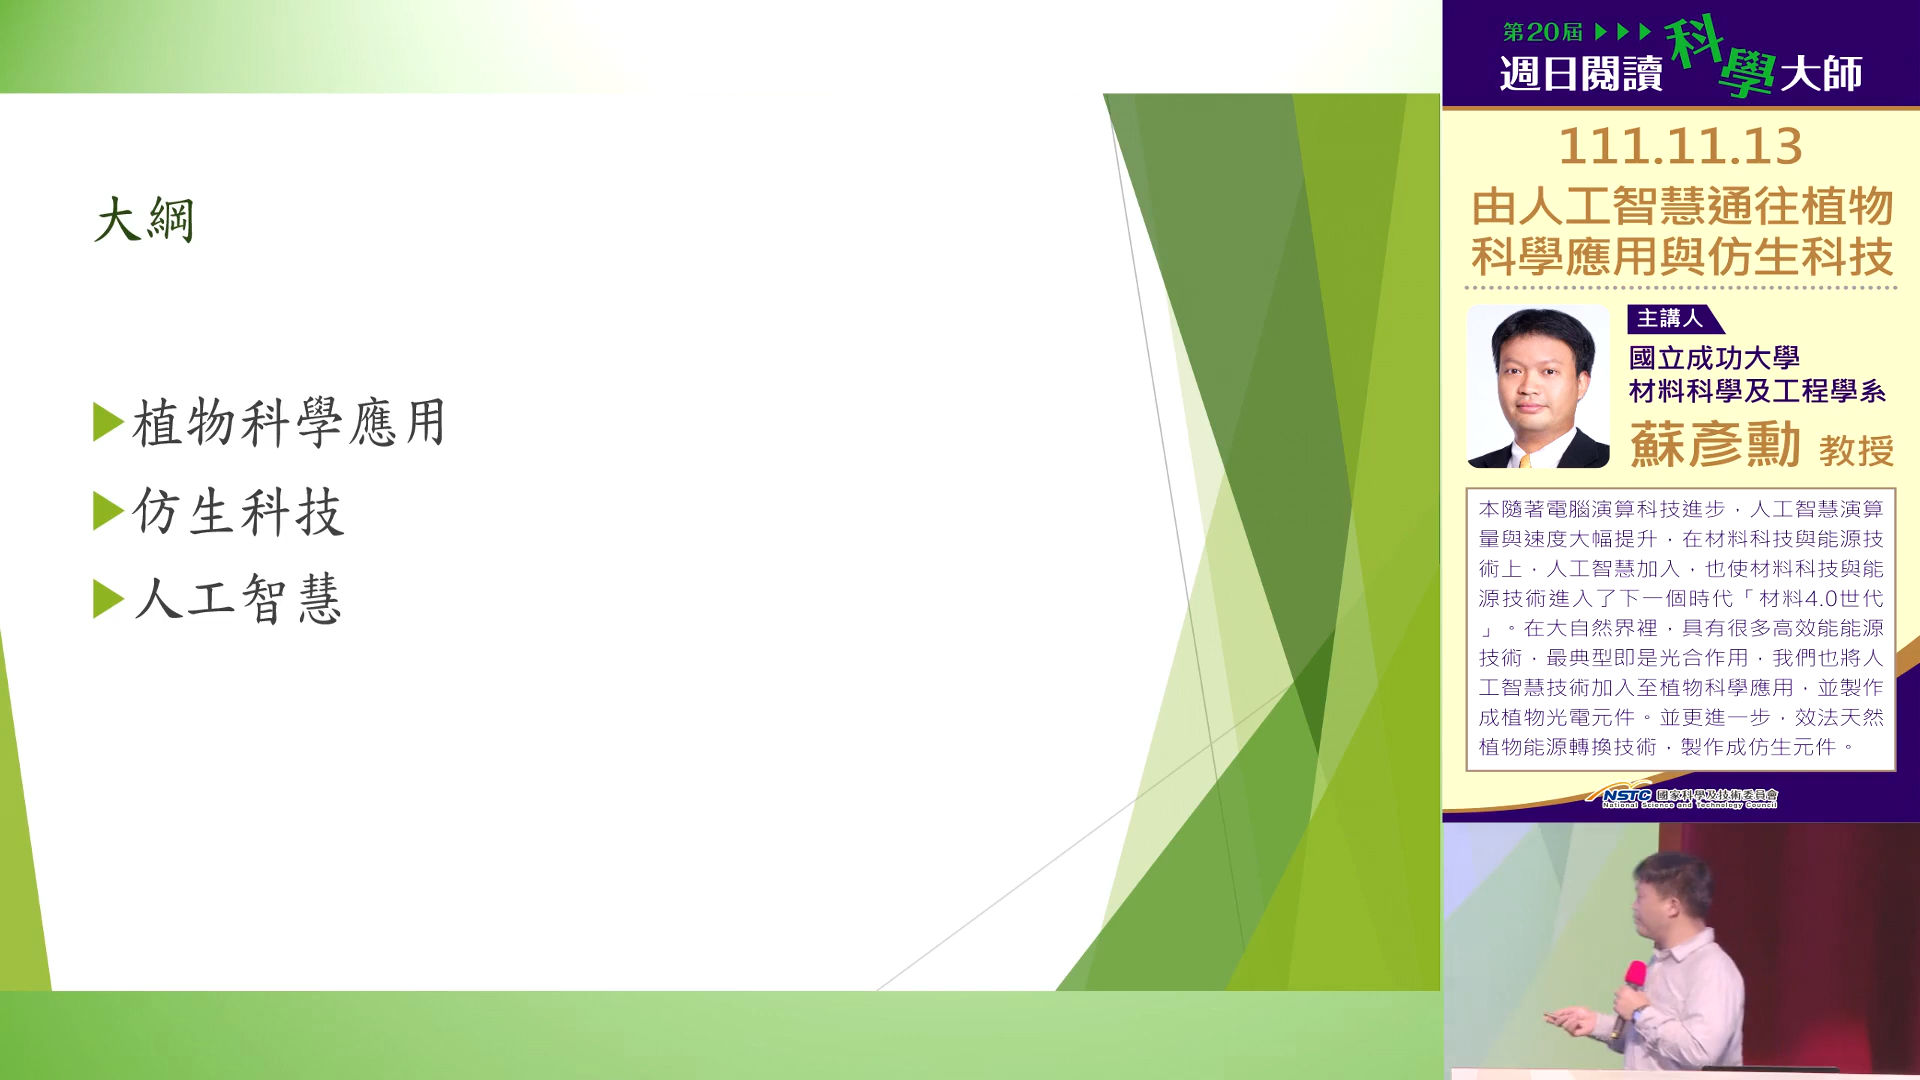 大綱
植物科學應用
仿生科技
人工智慧
第20屆
週日閱讀科學大師
111.11.13
由人工智慧通往植物
科學應用與仿生科技
主講人
國立成功大學
材料科學及工程學系
蘇彥勳 教授
本隨著電腦演算科技進步，人工智慧演算
量與速度大幅提升，在材料科技與能源技
術上，人工智慧加入，也使材料科技與能
源技術進入了下一個時代「材料4.0世代
」。在大自然界裡，具有很多高效能能源
技術，最典型即是光合作用，我們也將人
工智慧技術加入至植物科學應用，並製作
成植物光電元件。並更進一步，效法天然
植物能源轉換技術，製作成仿生元件。
NSTC 國家科學及技術委員會
National Science and Technology Council